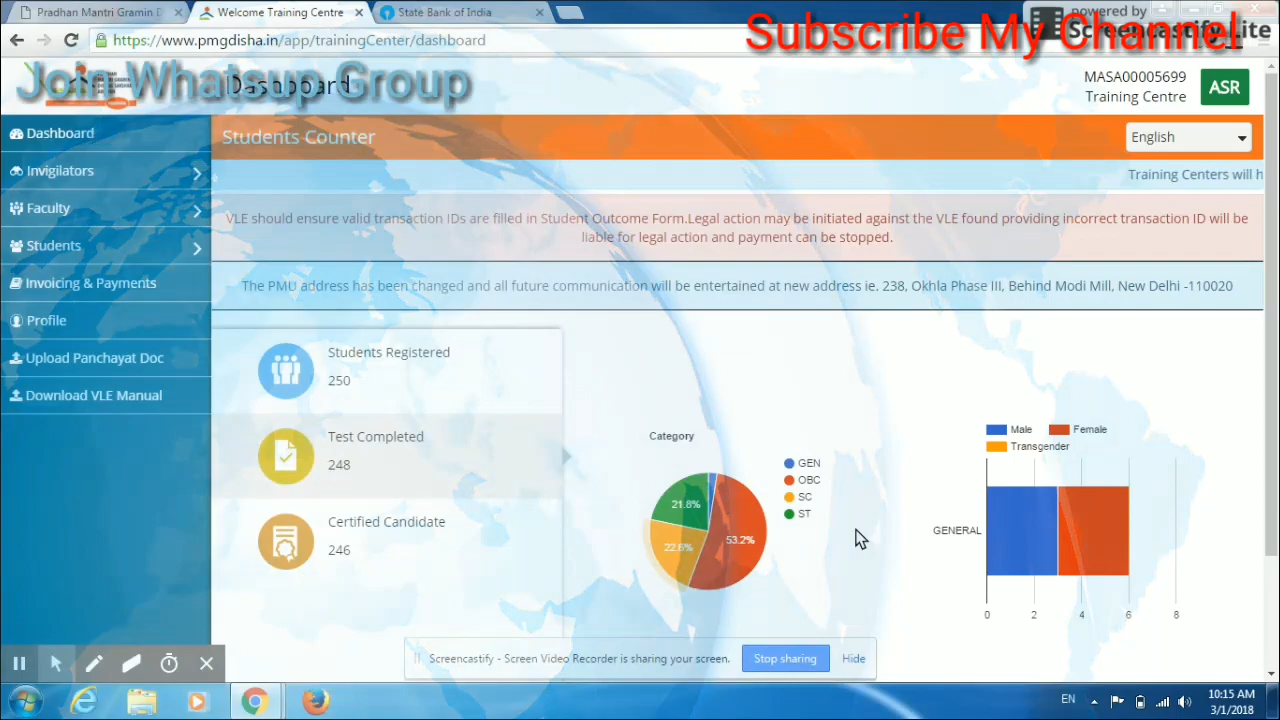 Pradhan Mantri Gramin D
Welcome Training Centre
State Bank of India
powered by
Screencastify Lite
https://www.pmgdisha.in/app/trainingCenter/dashboard
Subscribe My Channel
Join Whatsup Group
Dashboard
MASA00005699
Training Centre
ASR
Dashboard
Invigilators
Faculty
Students
Invoicing & Payments
Profile
Upload Panchayat Doc
Download VLE Manual
Students Counter
English
Training Centers will h
VLE should ensure valid transaction IDs are filled in Student Outcome Form.Legal action may be initiated against the VLE found providing incorrect transaction ID will be
liable for legal action and payment can be stopped.
The PMU address has been changed and all future communication will be entertained at new address ie. 238, Okhla Phase III, Behind Modi Mill, New Delhi -110020
Students Registered
250
Test Completed
248
Certified Candidate
246
Category
GEN
OBC
SC
ST
21.8%
53.2%
22.6%
Male
Female
Transgender
GENERAL
0 2 4 6 8
Screencastify - Screen Video Recorder is sharing your screen.
Stop sharing
Hide
EN
10:15 AM
3/1/2018